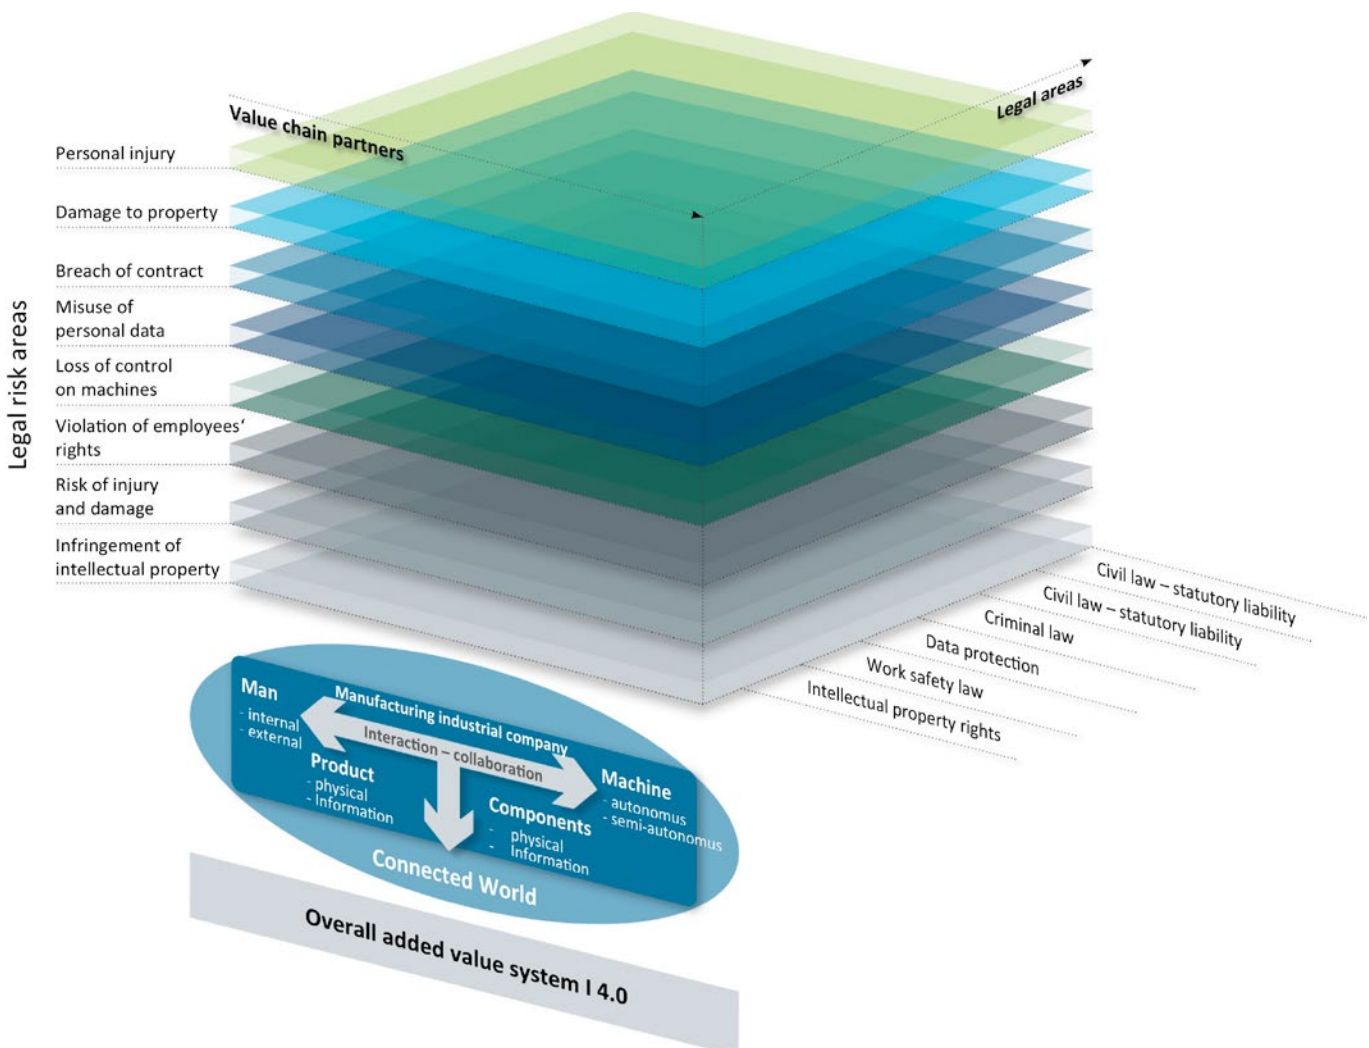 Value chain partners
Legal areas
Legal risk areas
Personal injury
Damage to property
Breach of contract
Misuse of
personal data
Loss of control
on machines
Violation of employees‘
rights
Risk of injury
and damage
Infringement of
intellectual property
Civil law – statutory liability
Civil law – statutory liability
Criminal law
Data protection
Work safety law
Intellectual property rights
Man
- internal
- external
Manufacturing industrial company
Interaction – collaboration
Product
- physical
- Information
Machine
- autonomus
- semi-autonomus
Components
- physical
- Information
Connected World
Overall added value system I 4.0